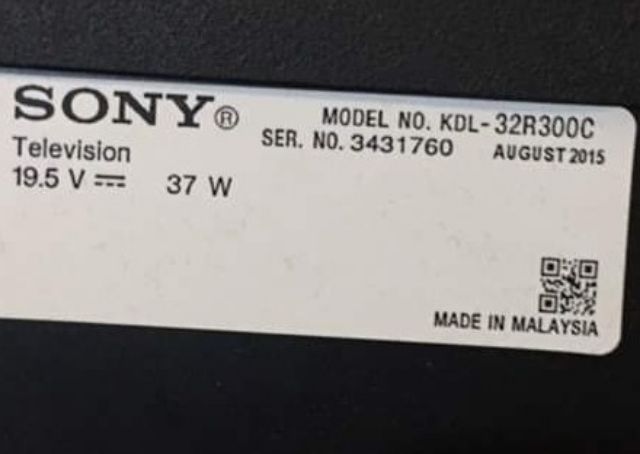 SONY®
MODEL NO. KDL-32R300C
SER. NO. 3431760 AUGUST 2015
Television
19.5 V ⎓ 37 W
MADE IN MALAYSIA